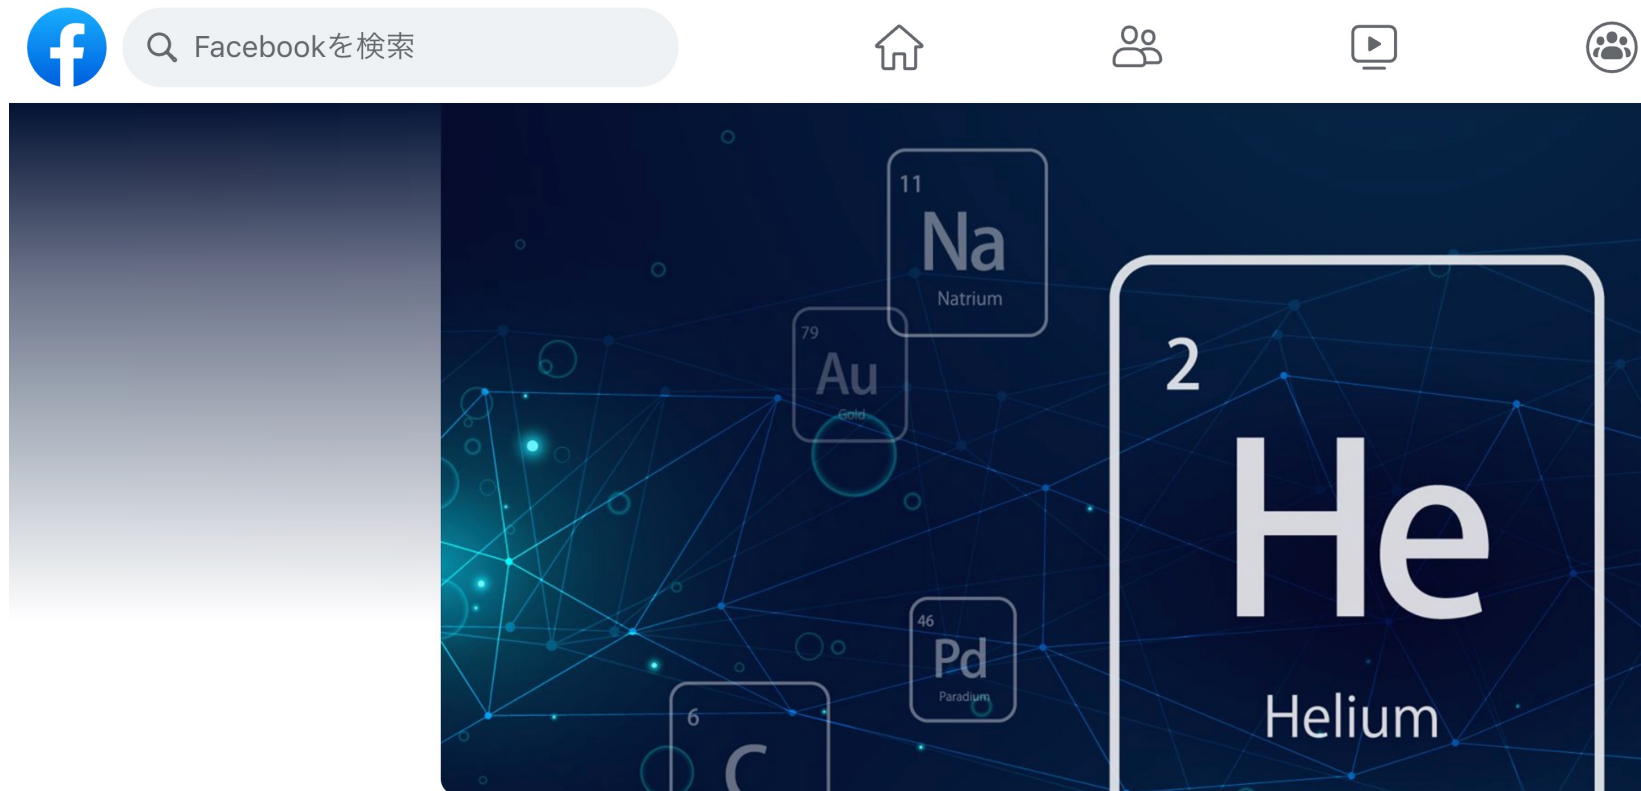 Facebookを検索
11
Na
Natrium
79
Au
Gold
2
He
Helium
46
Pd
Paradium
6
C